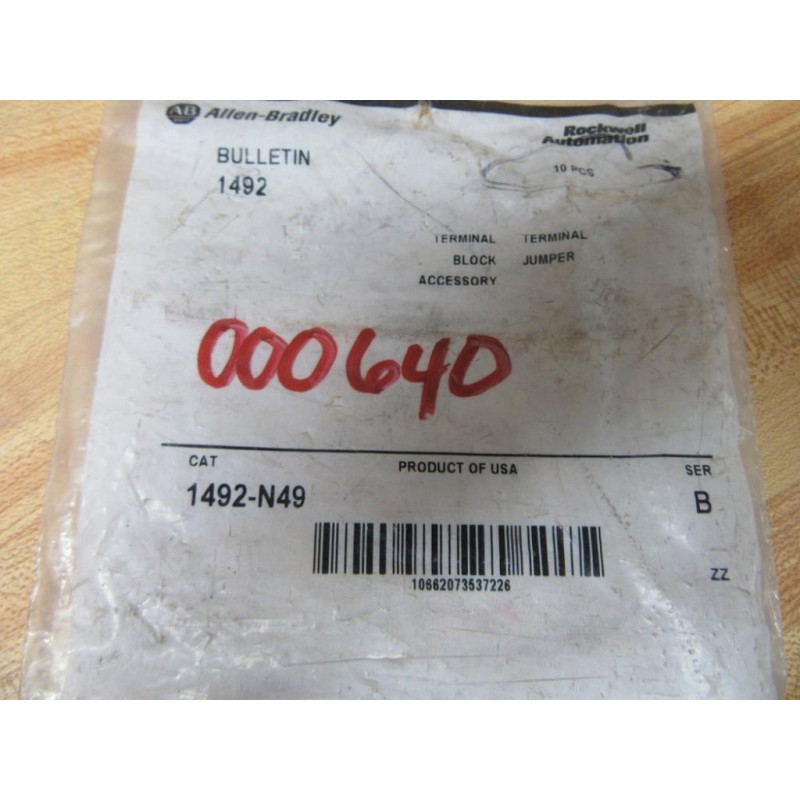 AB Allen-Bradley
Rockwell
Automation
BULLETIN
1492
10 PCS
TERMINAL TERMINAL
BLOCK JUMPER
ACCESSORY
000640
CAT PRODUCT OF USA SER
1492-N49 B
10662073537226
ZZ